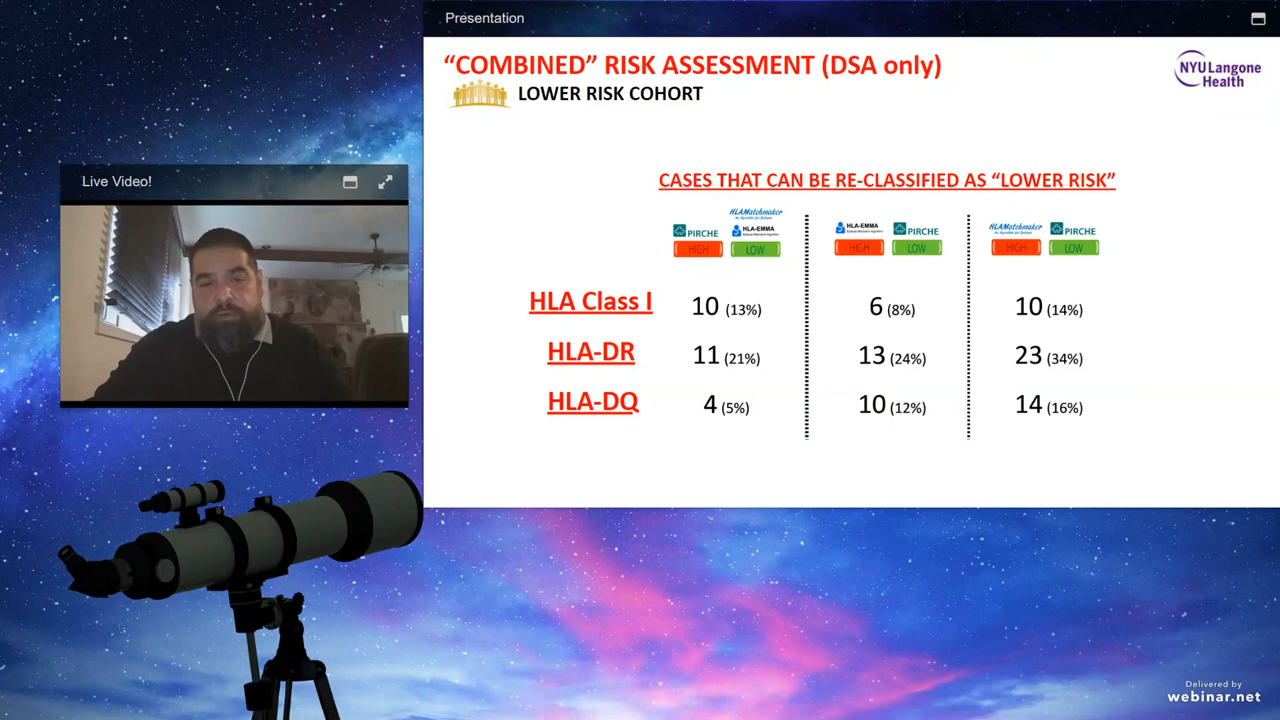 Presentation
"COMBINED" RISK ASSESSMENT (DSA only)
LOWER RISK COHORT
NYU Langone
Health
Live Video!
CASES THAT CAN BE RE-CLASSIFIED AS "LOWER RISK"
HLAMatchmaker
PIRCHE HLA-EMMA HLA-EMMA PIRCHE HLAMatchmaker PIRCHE
HIGH LOW HIGH LOW HIGH LOW
HLA Class I 10 (13%) 6 (8%) 10 (14%)
HLA-DR 11 (21%) 13 (24%) 23 (34%)
HLA-DQ 4 (5%) 10 (12%) 14 (16%)
Delivered by
webinar.net